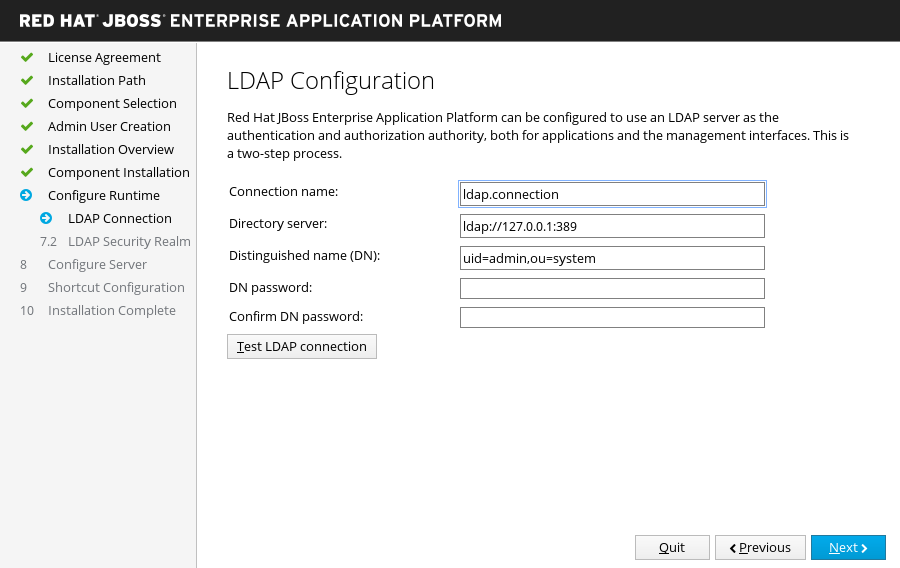 RED HAT JBOSS ENTERPRISE APPLICATION PLATFORM
License Agreement
Installation Path
Component Selection
Admin User Creation
Installation Overview
Component Installation
Configure Runtime
LDAP Connection
7.2 LDAP Security Realm
8 Configure Server
9 Shortcut Configuration
10 Installation Complete
LDAP Configuration
Red Hat JBoss Enterprise Application Platform can be configured to use an LDAP server as the
authentication and authorization authority, both for applications and the management interfaces. This is
a two-step process.
Connection name: ldap.connection
Directory server: ldap://127.0.0.1:389
Distinguished name (DN): uid=admin,ou=system
DN password:
Confirm DN password:
Test LDAP connection
Quit Previous Next